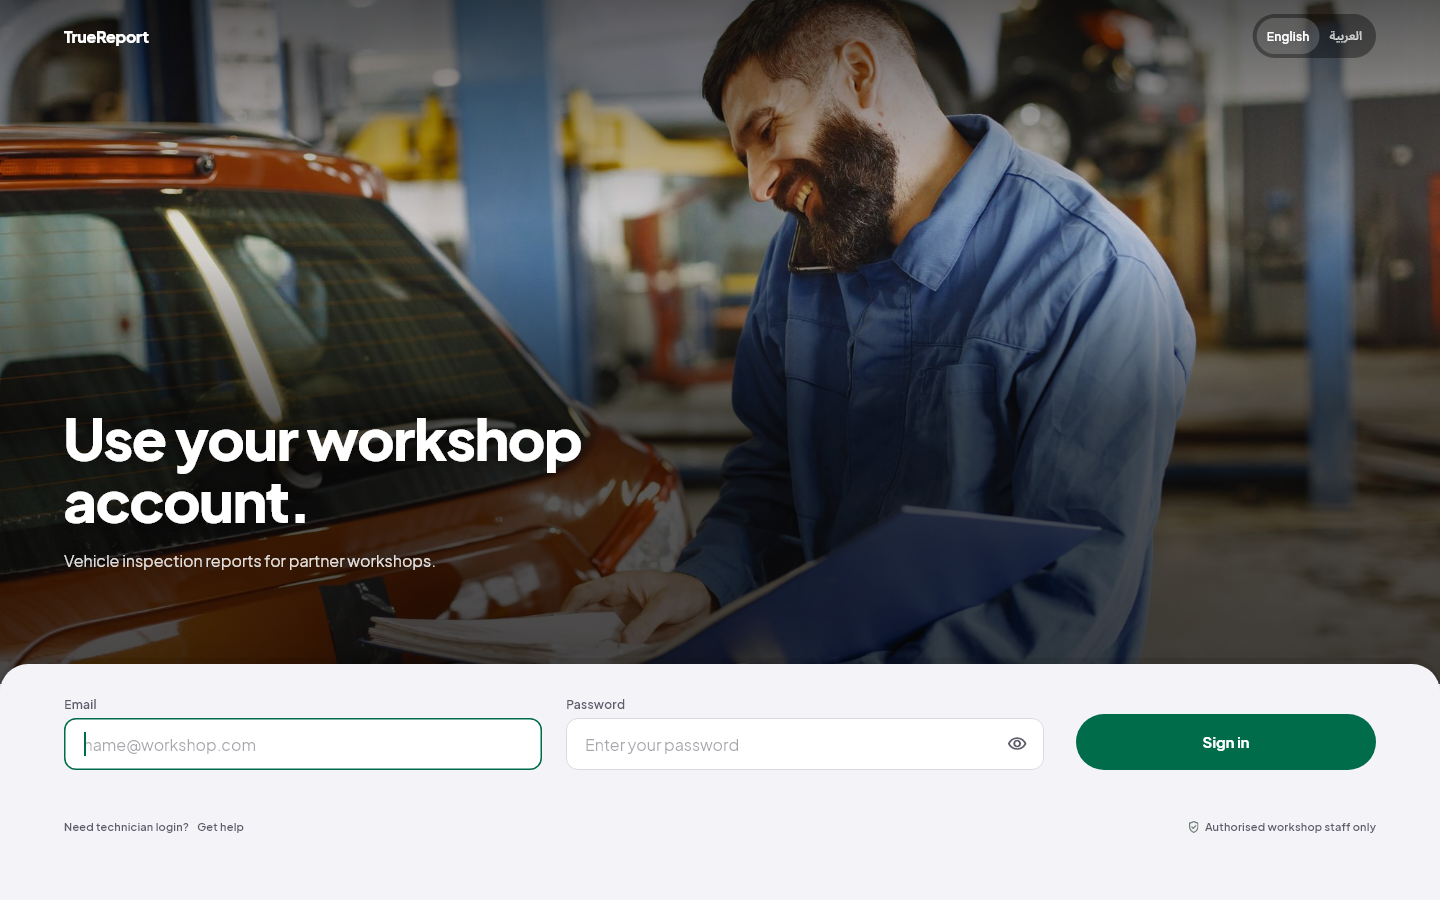 TrueReport
English
العربية
Use your workshop
account.
Vehicle inspection reports for partner workshops.
Email
Password
name@workshop.com
Enter your password
Sign in
Need technician login?
Get help
Authorised workshop staff only